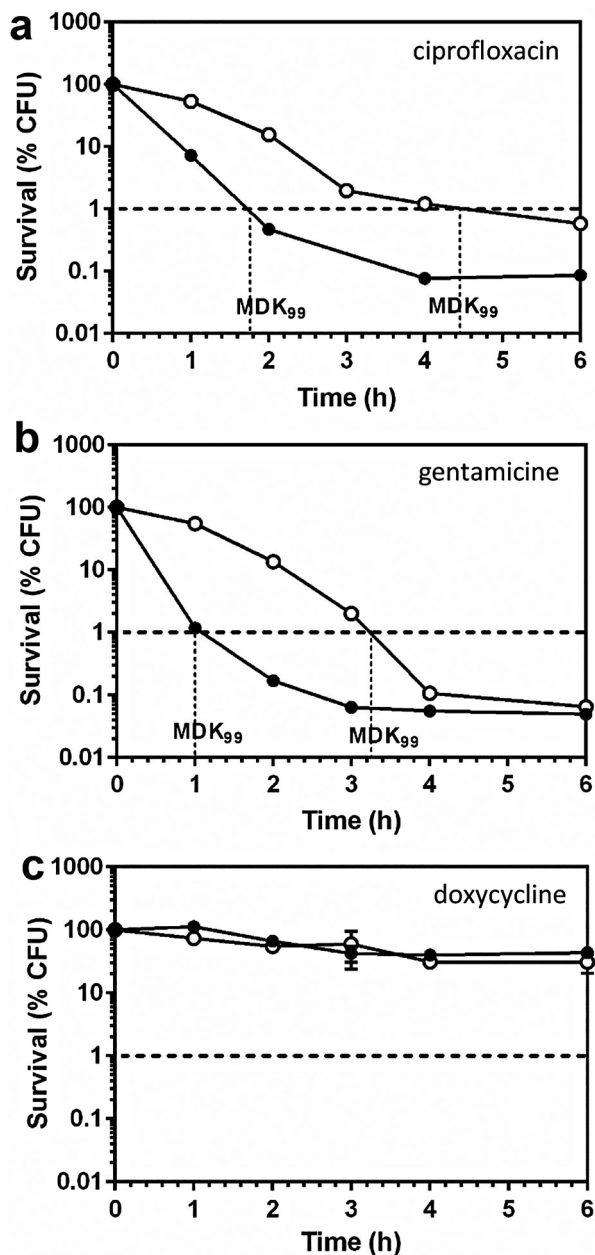 a
ciprofloxacin
1000
100
10
1
0.1
0.01
Survival (% CFU)
MDK99 MDK99
0 1 2 3 4 5 6
Time (h)
b
gentamicine
1000
100
10
1
0.1
0.01
Survival (% CFU)
MDK99 MDK99
0 1 2 3 4 5 6
Time (h)
c
doxycycline
1000
100
10
1
0.1
0.01
Survival (% CFU)
0 1 2 3 4 5 6
Time (h)